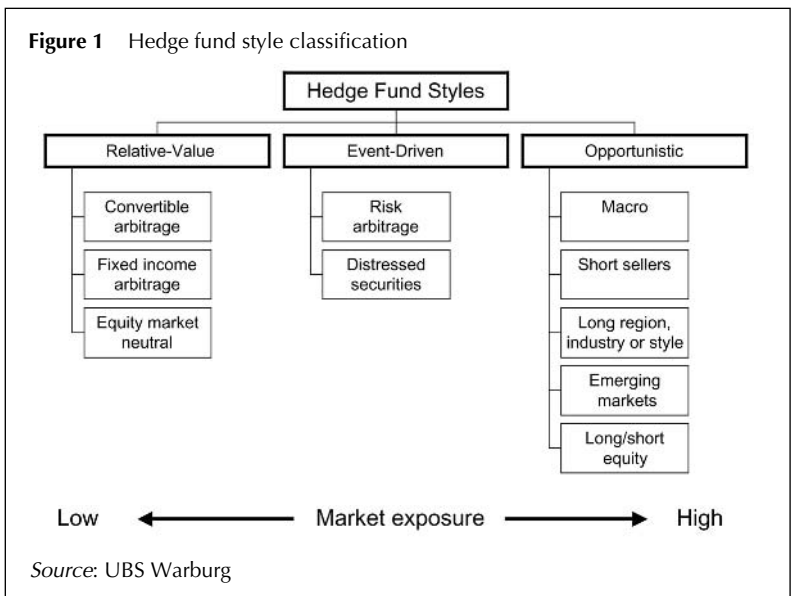 Figure 1 Hedge fund style classification
Hedge Fund Styles
Relative-Value
Event-Driven
Opportunistic
Convertible
arbitrage
Fixed income
arbitrage
Equity market
neutral
Risk
arbitrage
Distressed
securities
Macro
Short sellers
Long region,
industry or style
Emerging
markets
Long/short
equity
Low
Market exposure
High
Source: UBS Warburg